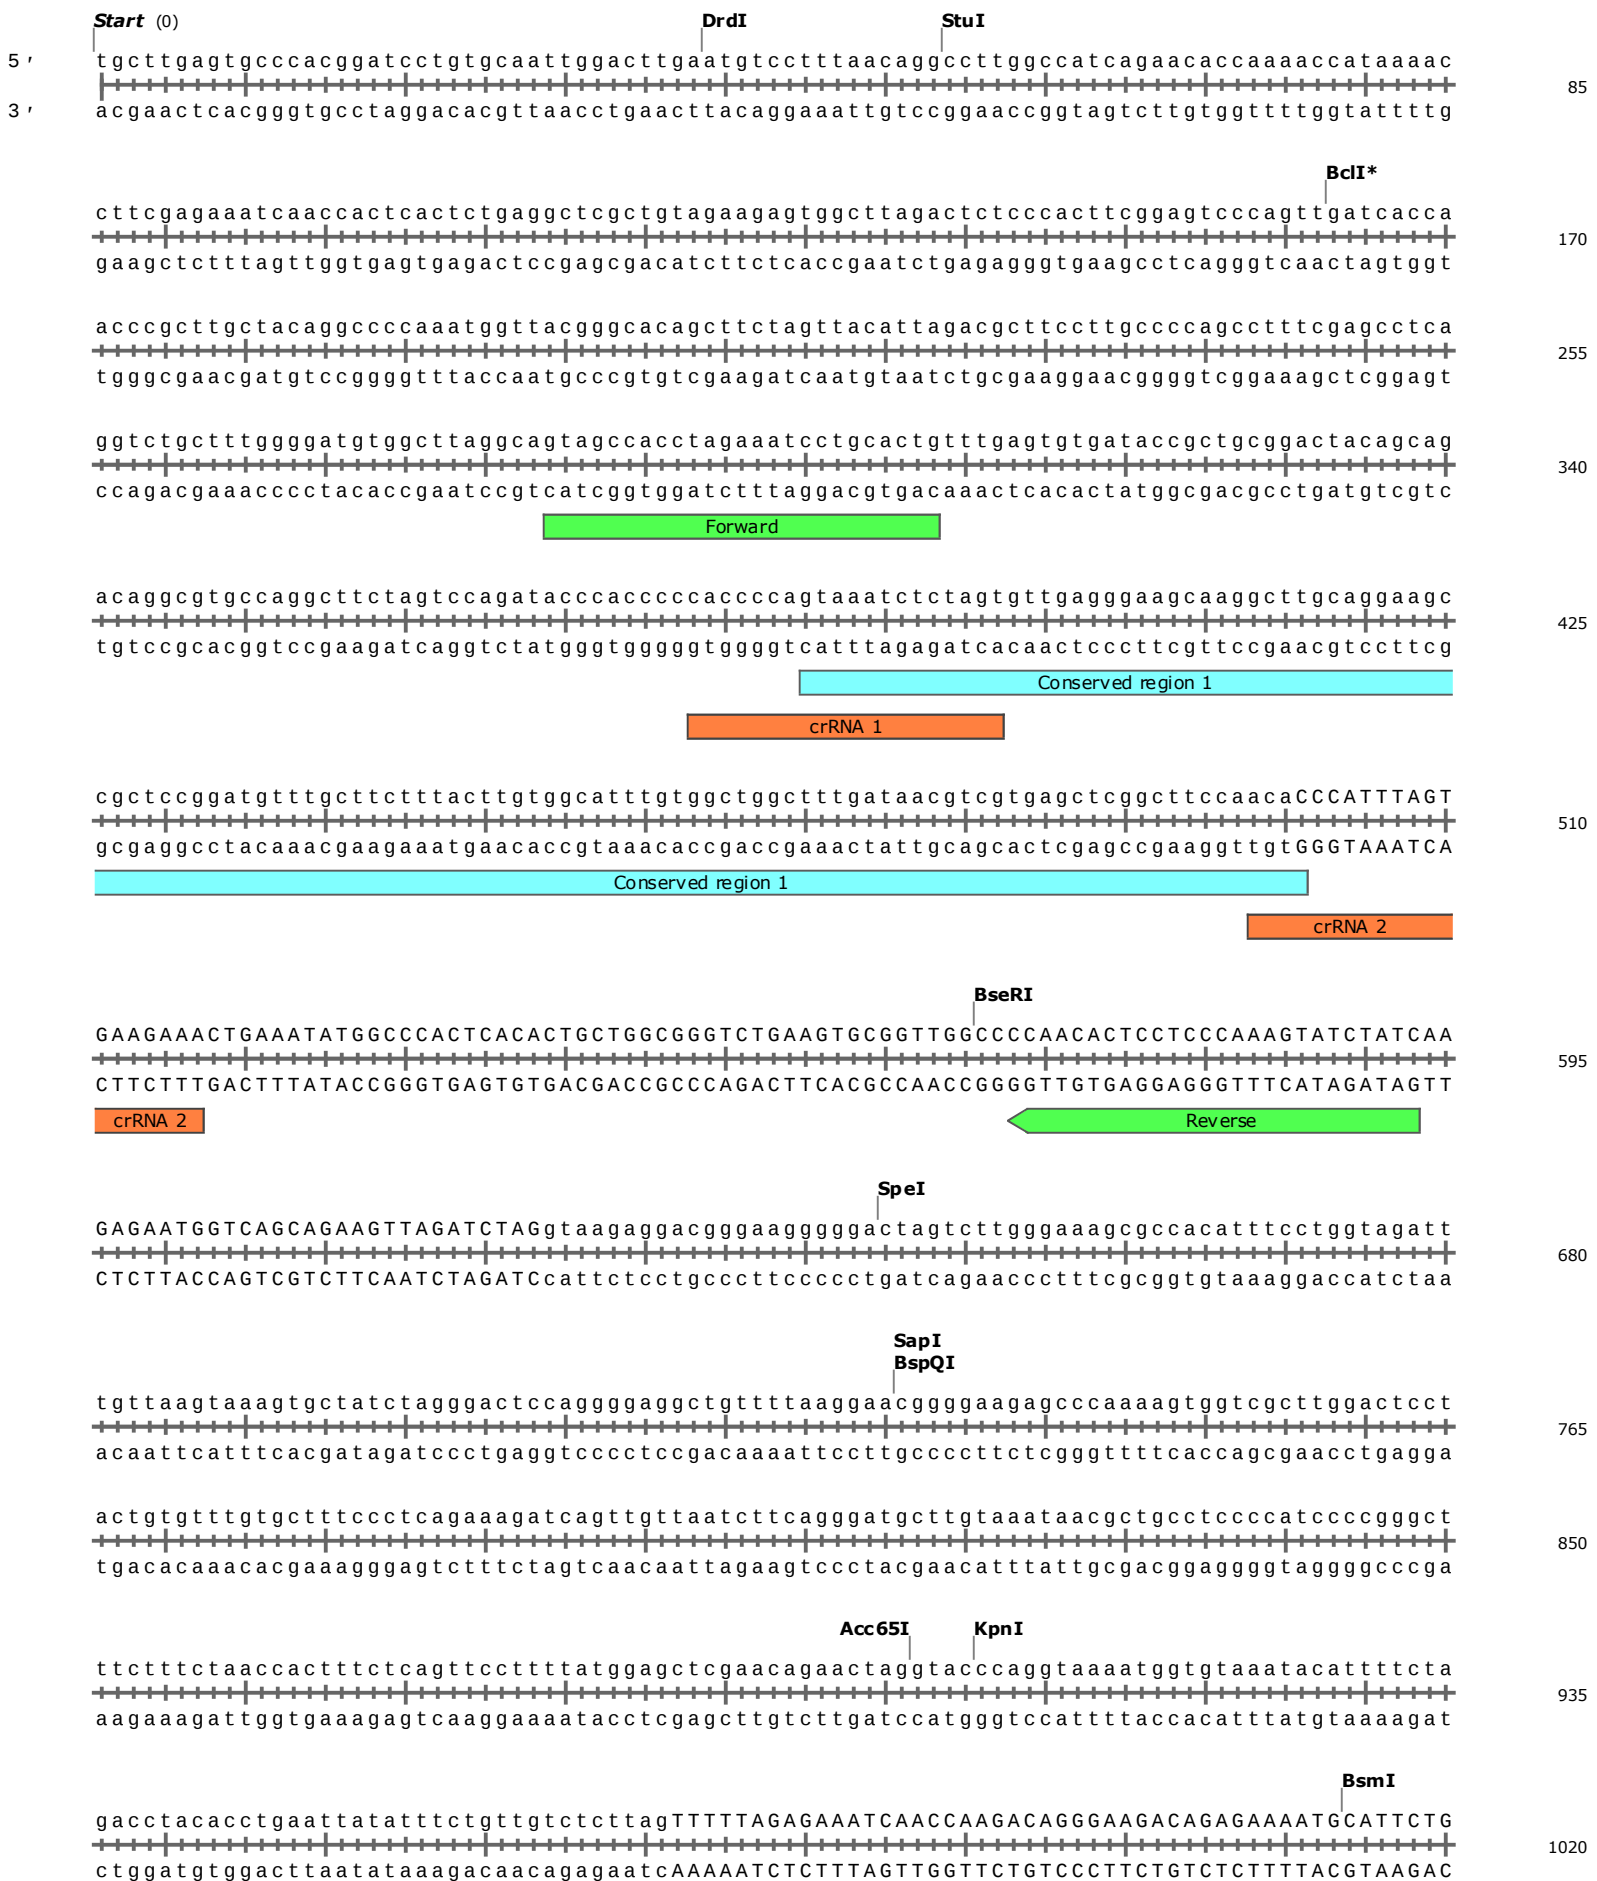 Start (0) DrdI StuI
5 ' tgcttgagtgcccacggatcctgtgcaattggacttgaatgtcctttaacaggccttggccatcagaacaccaaaaccataaaac
85
3 ' acgaactcacgggtgcctaggacacgttaacctgaacttacaggaaattgtccggaaccggtagtcttgtggttttggtattttg
BclI*
cttcgagaaatcaaccactcactctgaggctcgctgtagaagagtggcttagactctcccacttcggagtcccagttgatcacca
170
gaagctctttagttggtgagtgagactccgagcgacatcttctcaccgaatctgagagggtgaagcctcagggtcaactagtggt
acccgcttgctacaggccccaaatggttacgggcacagcttctagttacattagacgcttccttgccccagcctttcgagcctca
255
tgggcgaacgatgtccggggtttaccaatgcccgtgtcgaagatcaatgtaatctgcgaaggaacggggtcggaaagctcggagt
ggtctgctttggggatgtggcttaggcagtagccacctagaaatcctgcactgtttgagtgtgataccgctgcggactacagcag
340
ccagacgaaacccctacaccgaatccgtcatcggtggatctttaggacgtgacaaactcacactatggcgacgcctgatgtcgtc
Forward
acaggcgtgccaggcttctagtccagatacccacccccaccccagtaaatctctagtgttgagggaagcaaggcttgcaggaagc
425
tgtccgcacggtccgaagatcaggtctatgggtgggggtggggtcatttagagatcacaactcccttcgttccgaacgtccttcg
Conserved region 1
crRNA 1
cgctccggatgtttgcttctttacttgtggcatttgtggctggctttgataacgtcgtgagctcggcttccaacaCCCATTTAGT
510
gcgaggcctacaaacgaagaaatgaacaccgtaaacaccgaccgaaactattgcagcactcgagccgaaggttgtGGGTAAATCA
Conserved region 1
crRNA 2
BseRI
GAAGAAACTGAAATATGGCCCACTCACACTGCTGGCGGGTCTGAAGTGCGGTTGGCCCCAACACTCCTCCCAAAGTATCTATCAA
595
CTTCTTTGACTTTATACCGGGTGAGTGTGACGACCGCCCAGACTTCACGCCAACCGGGGTTGTGAGGAGGGTTTCATAGATAGTT
crRNA 2 Reverse
SpeI
GAGAATGGTCAGCAGAAGTTAGATCTAGgtaagaggacgggaagggggactagtcttgggaaagcgccacatttcctggtagatt
680
CTCTTACCAGTCGTCTTCAATCTAGATCcattctcctgcccttccccctgatcagaaccctttcgcggtgtaaaggaccatctaa
SapI
BspQI
tgttaagtaaagtgctatctagggactccaggggaggctgttttaaggaacggggaagagcccaaaagtggtcgcttggactcct
765
acaattcatttcacgatagatccctgaggtcccctccgacaaaattccttgccccttctcgggttttcaccagcgaacctgagga
actgtgtttgtgctttccctcagaaagatcagttgttaatcttcagggatgcttgtaaataacgctgcctccccatccccgggct
850
tgacacaaacacgaaagggagtctttctagtcaacaattagaagtccctacgaacatttattgcgacggaggggtaggggcccga
Acc65I KpnI
ttctttctaaccactttctcagttccttttatggagctcgaacagaactaggtacccaggtaaaatggtgtaaatacattttcta
935
aagaaagattggtgaaagagtcaaggaaaatacctcgagcttgtcttgatccatgggtccattttaccacatttatgtaaaagat
BsmI
gacctacacctgaattatatttctgttgtctcttagTTTTTAGAGAAATCAACCAAGACAGGGAAGACAGAGAAAATGCATTCTG
1020
ctggatgtggacttaatataaagacaacagagaatcAAAAATCTCTTTAGTTGGTTCTGTCCCTTCTGTCTCTTTTACGTAAGAC